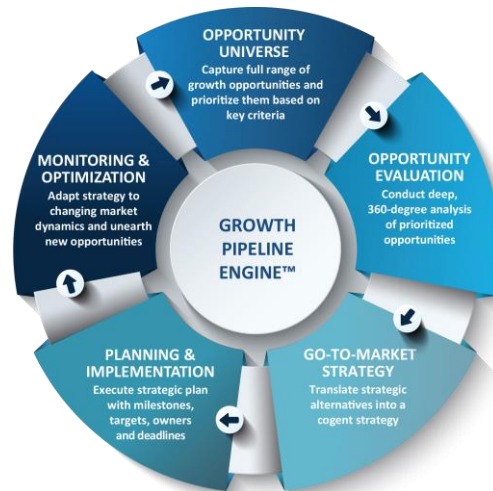 OPPORTUNITY
UNIVERSE
Capture full range of
growth opportunities and
prioritize them based on
key criteria
OPPORTUNITY
EVALUATION
Conduct deep,
360-degree analysis
of prioritized
opportunities
GO-TO-MARKET
STRATEGY
Translate strategic
alternatives into a
cogent strategy
PLANNING &
IMPLEMENTATION
Execute strategic plan
with milestones,
targets, owners
and deadlines
MONITORING &
OPTIMIZATION
Adapt strategy to
changing market
dynamics and unearth
new opportunities
GROWTH
PIPELINE
ENGINE™